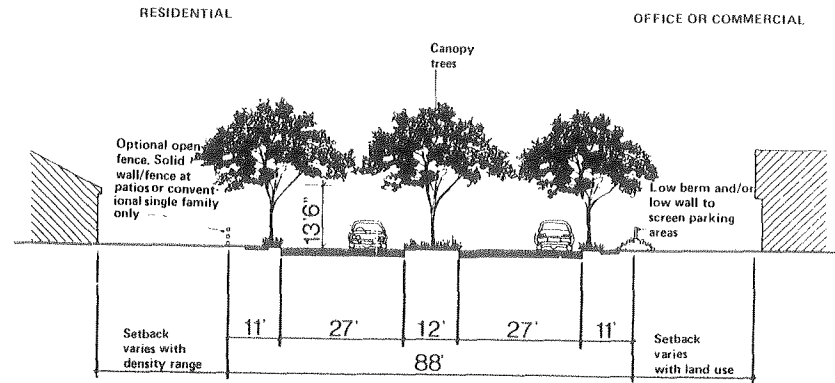 RESIDENTIAL
OFFICE OR COMMERCIAL
Canopy
trees
Optional open
fence. Solid
wall/fence at
patios or convent-
ional single family
only
13'6"
Low berm and/or
low wall to
screen parking
areas
11'
27'
12'
27'
11'
Setback
varies with
density range
88'
Setback
varies
with land use